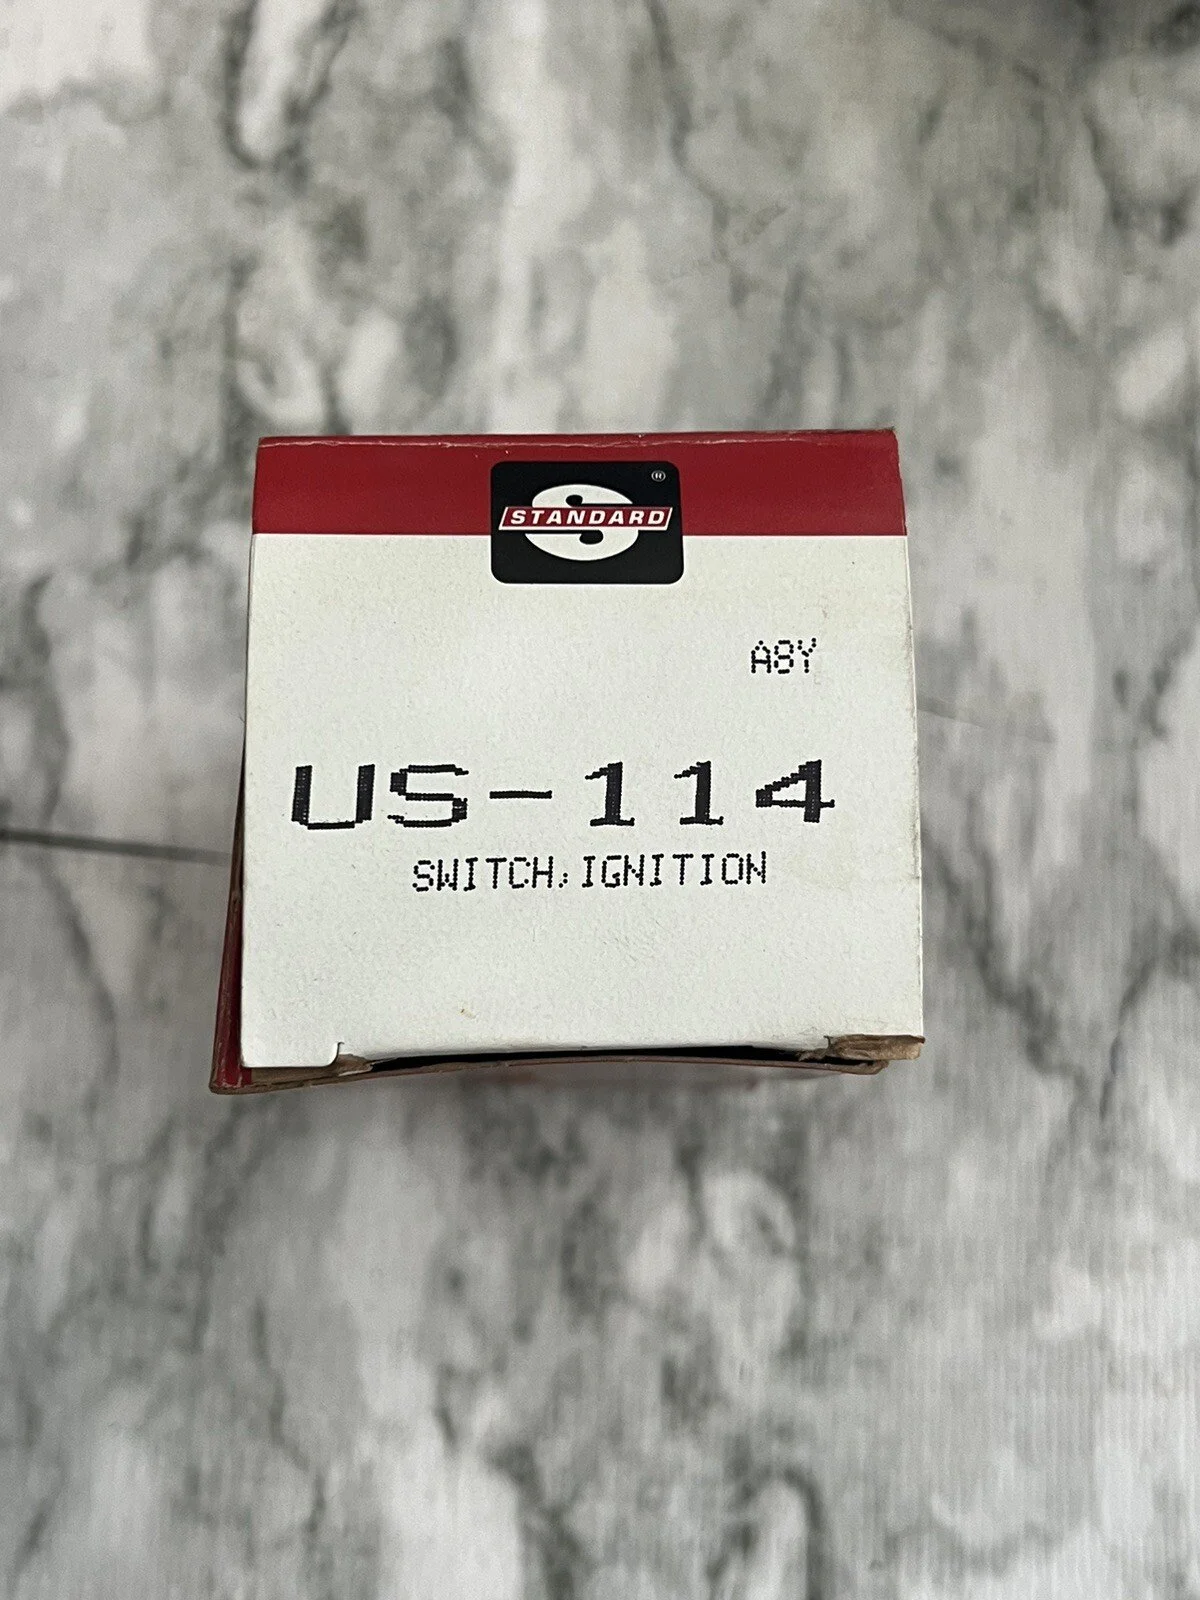 ®
STANDARD
A8Y
US-114
SWITCH;IGNITION